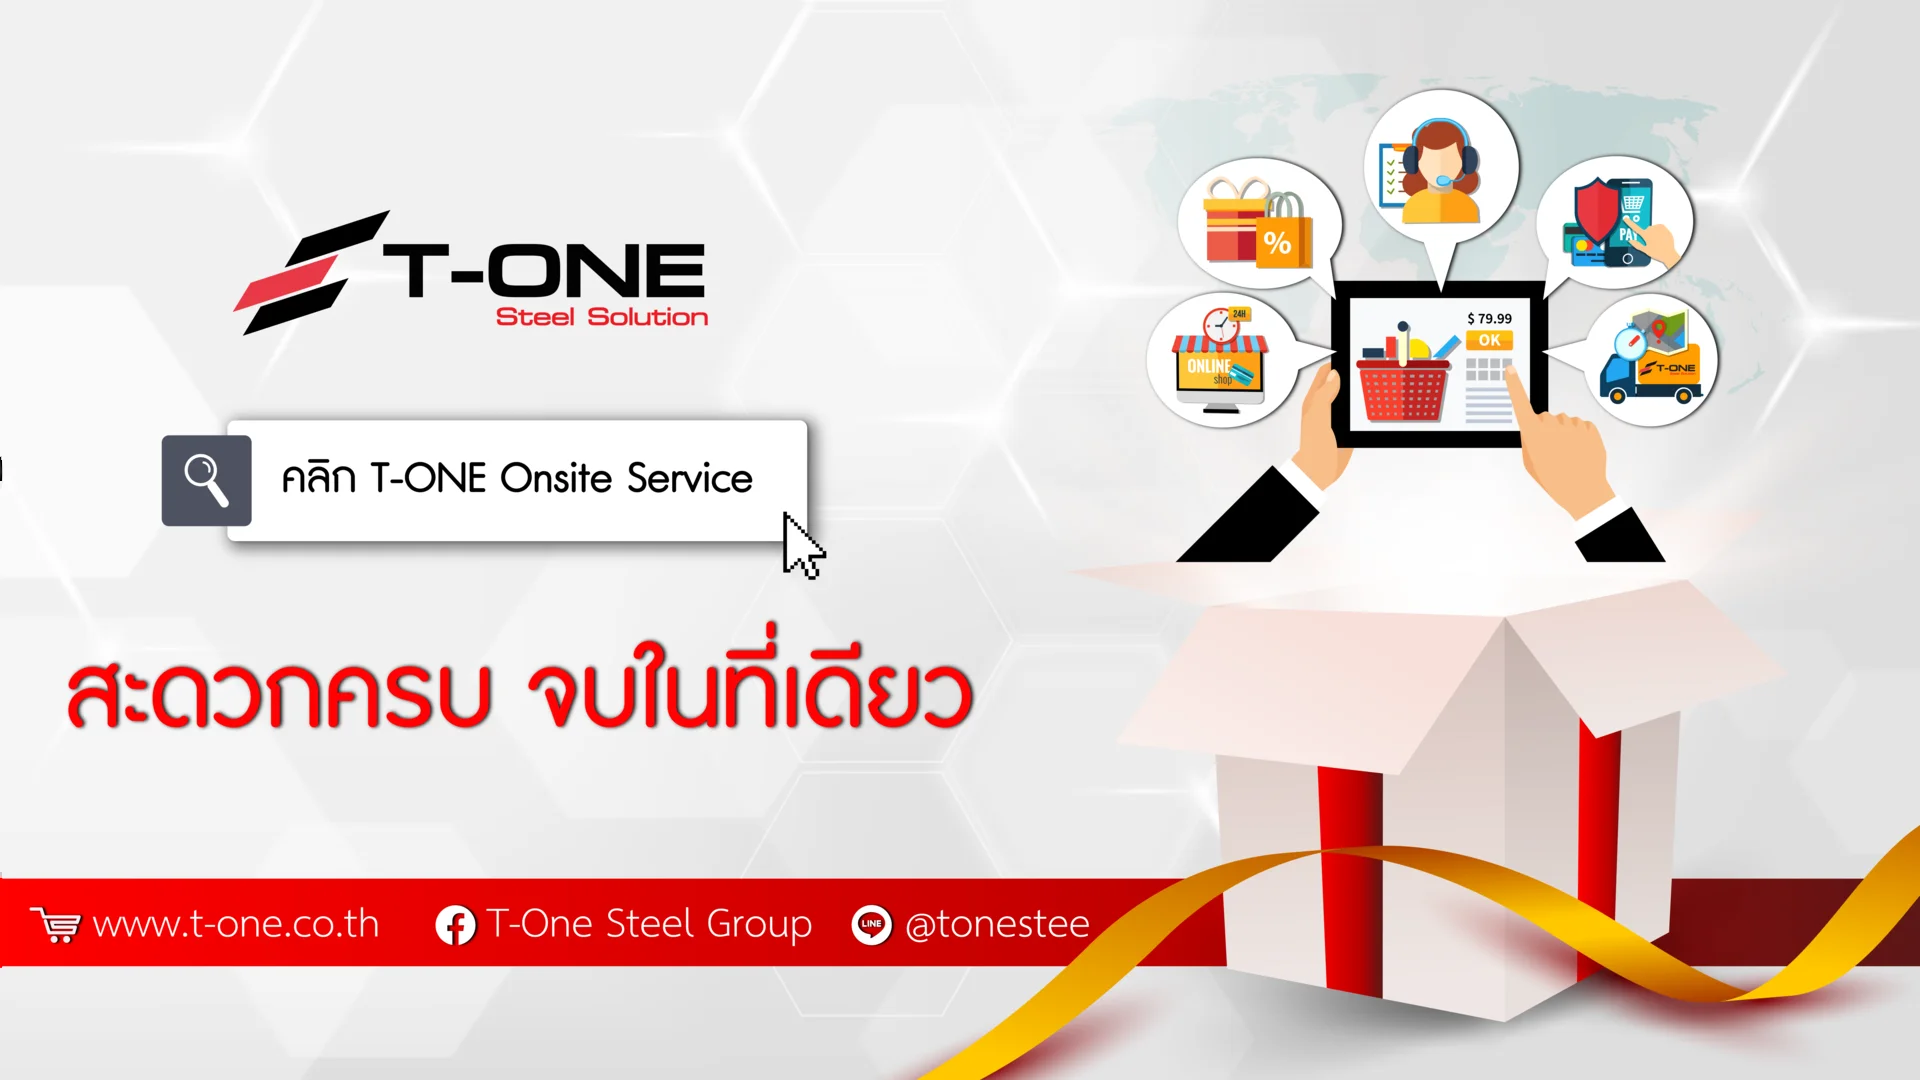 T-ONE
Steel Solution
คลิก T-ONE Onsite Service
สะดวกครบ จบในที่เดียว
www.t-one.co.th
T-One Steel Group
LINE
@tonestee
%
PAY
24H
ONLINE
shop
$ 79.99
OK
T-ONE